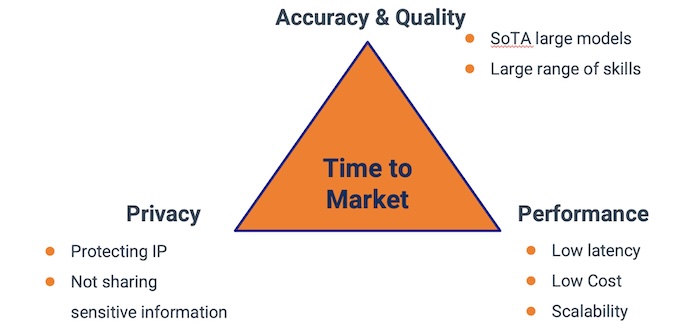 Accuracy & Quality
SoTA large models
Large range of skills
Time to
Market
Privacy
Protecting IP
Not sharing
sensitive information
Performance
Low latency
Low Cost
Scalability